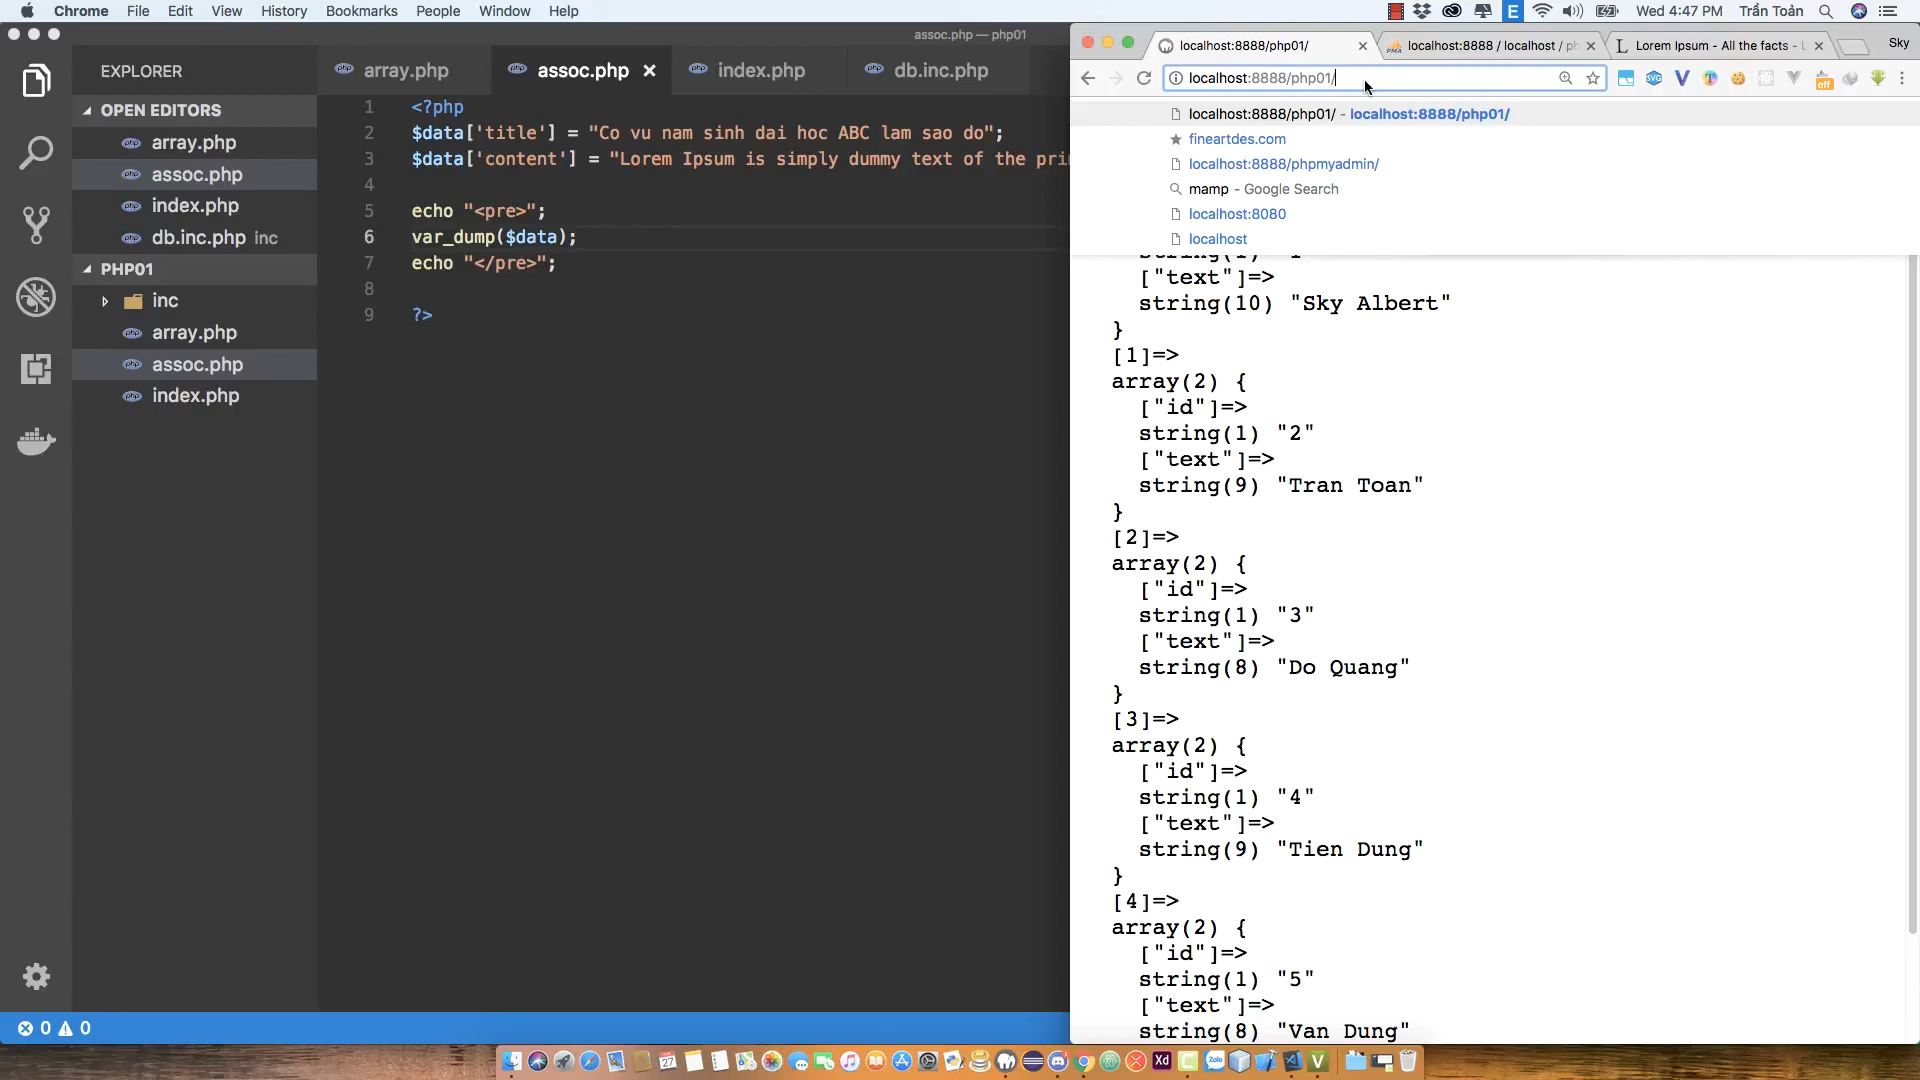 Chrome File Edit View History Bookmarks People Window Help
E Wed 4:47 PM Trần Toàn
assoc.php — php01
EXPLORER
OPEN EDITORS
array.php
assoc.php
index.php
db.inc.php inc
PHP01
inc
array.php
assoc.php
index.php
0 0
array.php assoc.php index.php db.inc.php
1 <?php
2 $data['title'] = "Co vu nam sinh dai hoc ABC lam sao do";
3 $data['content'] = "Lorem Ipsum is simply dummy text of the pri
4
5 echo "<pre>";
6 var_dump($data);
7 echo "</pre>";
8
9 ?>
localhost:8888/php01/ localhost:8888 / localhost / ph Lorem Ipsum - All the facts - L Sky
localhost:8888/php01/
off
localhost:8888/php01/ - localhost:8888/php01/
fineartdes.com
localhost:8888/phpmyadmin/
mamp - Google Search
localhost:8080
localhost
["text"]=>
string(10) "Sky Albert"
}
[1]=>
array(2) {
["id"]=>
string(1) "2"
["text"]=>
string(9) "Tran Toan"
}
[2]=>
array(2) {
["id"]=>
string(1) "3"
["text"]=>
string(8) "Do Quang"
}
[3]=>
array(2) {
["id"]=>
string(1) "4"
["text"]=>
string(9) "Tien Dung"
}
[4]=>
array(2) {
["id"]=>
string(1) "5"
["text"]=>
string(8) "Van Dung"
27 Xd Zalo